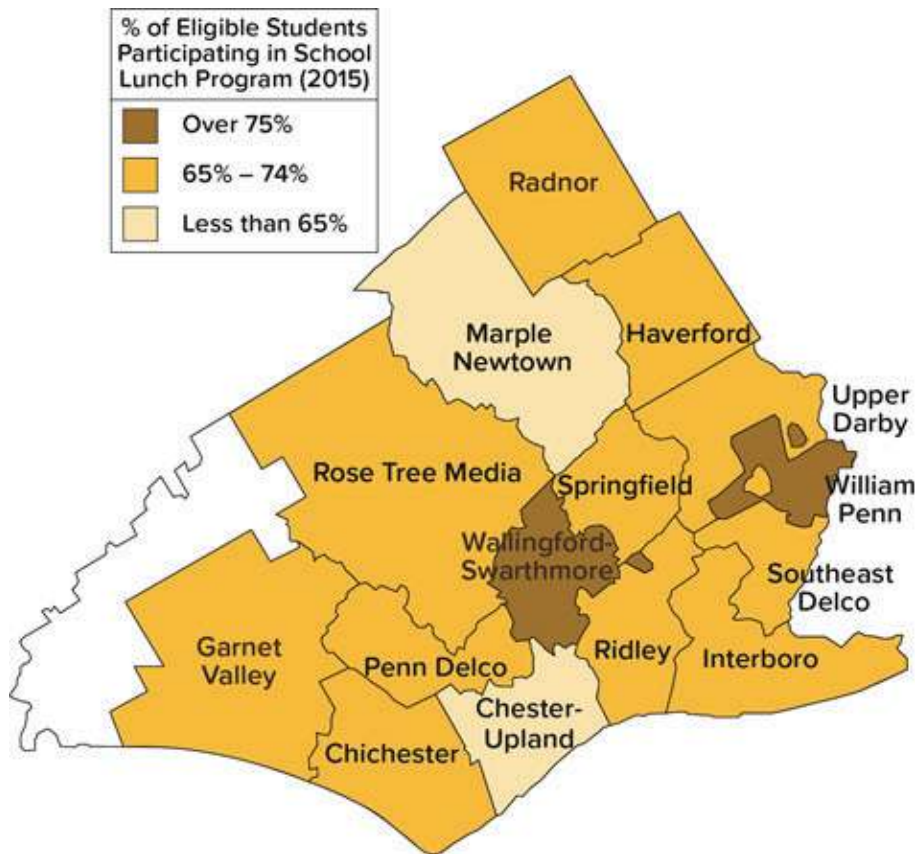 % of Eligible Students
Participating in School
Lunch Program (2015)
Over 75%
65% – 74%
Less than 65%
Radnor
Marple
Newtown
Haverford
Upper
Darby
Rose Tree Media
Springfield
William
Penn
Wallingford-
Swarthmore
Southeast
Delco
Garnet
Valley
Penn Delco
Ridley
Interboro
Chester-
Upland
Chichester